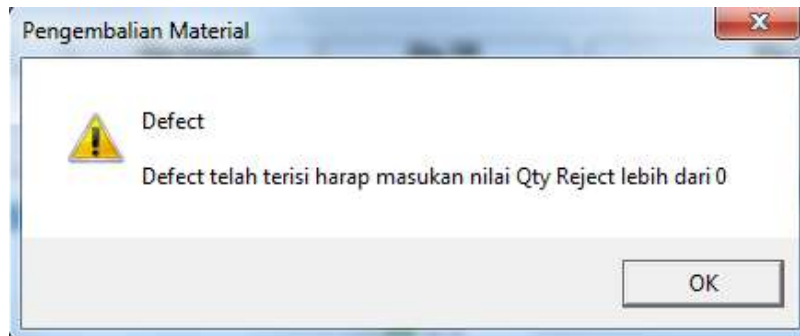 Pengembalian Material
Defect
Defect telah terisi harap masukan nilai Qty Reject lebih dari 0
OK